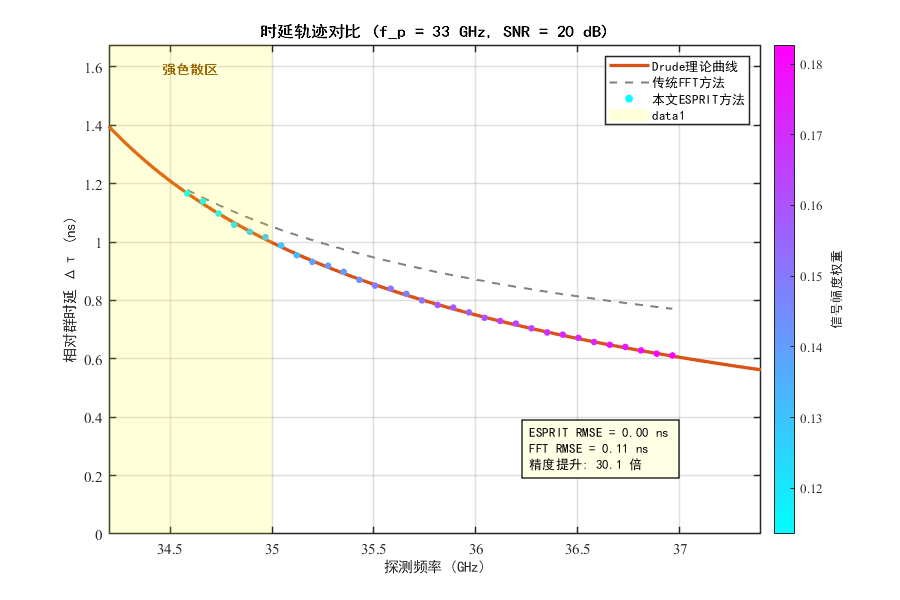 时延轨迹对比 (f_p = 33 GHz, SNR = 20 dB)
强色散区
Drude理论曲线
传统FFT方法
本文ESPRIT方法
data1
1.6
1.4
1.2
1
0.8
0.6
0.4
0.2
0
相对群时延 Δ τ (ns)
ESPRIT RMSE = 0.00 ns
FFT RMSE = 0.11 ns
精度提升: 30.1 倍
34.5
35
35.5
36
36.5
37
探测频率 (GHz)
0.18
0.17
0.16
0.15
0.14
0.13
0.12
信号幅度权重